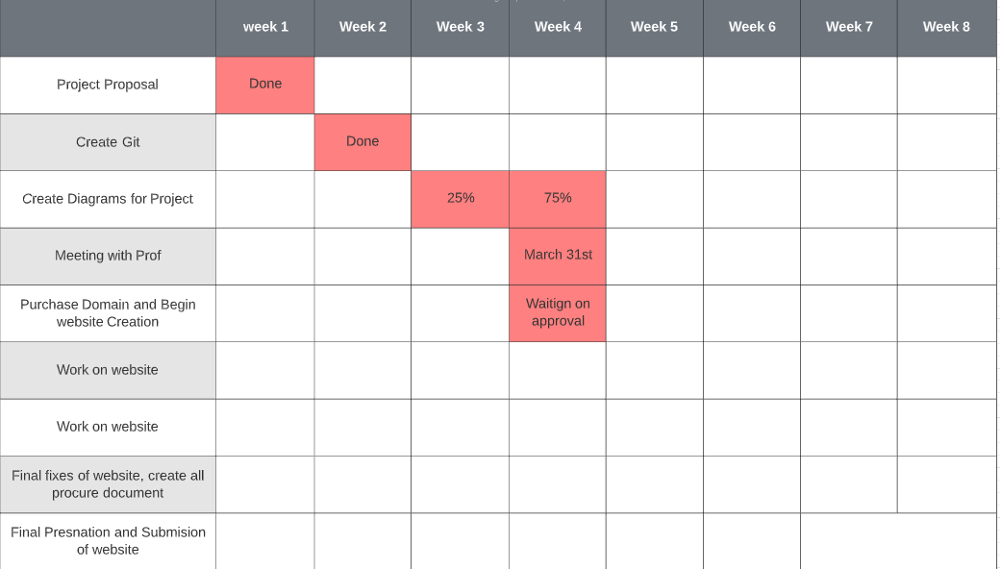 week 1 Week 2 Week 3 Week 4 Week 5 Week 6 Week 7 Week 8
Project Proposal Done
Create Git Done
Create Diagrams for Project 25% 75%
Meeting with Prof March 31st
Purchase Domain and Begin
website Creation
Waitign on
approval
Work on website
Work on website
Final fixes of website, create all
procure document
Final Presnation and Submision
of website